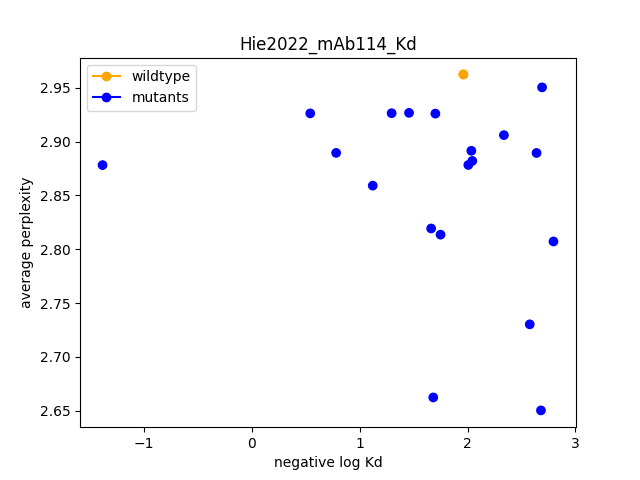 Hie2022_mAb114_Kd
wildtype
mutants
average perplexity
2.95
2.90
2.85
2.80
2.75
2.70
2.65
−1
0
1
2
3
negative log Kd